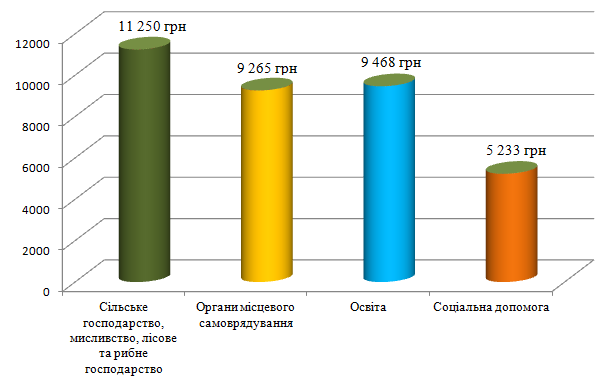 11 250 грн
9 265 грн
9 468 грн
5 233 грн
12000
10000
8000
6000
4000
2000
0
Сільське
господарство,
мисливство, лісове
та рибне
господарство
Органи місцевого
самоврядування
Освіта
Соціальна допомога